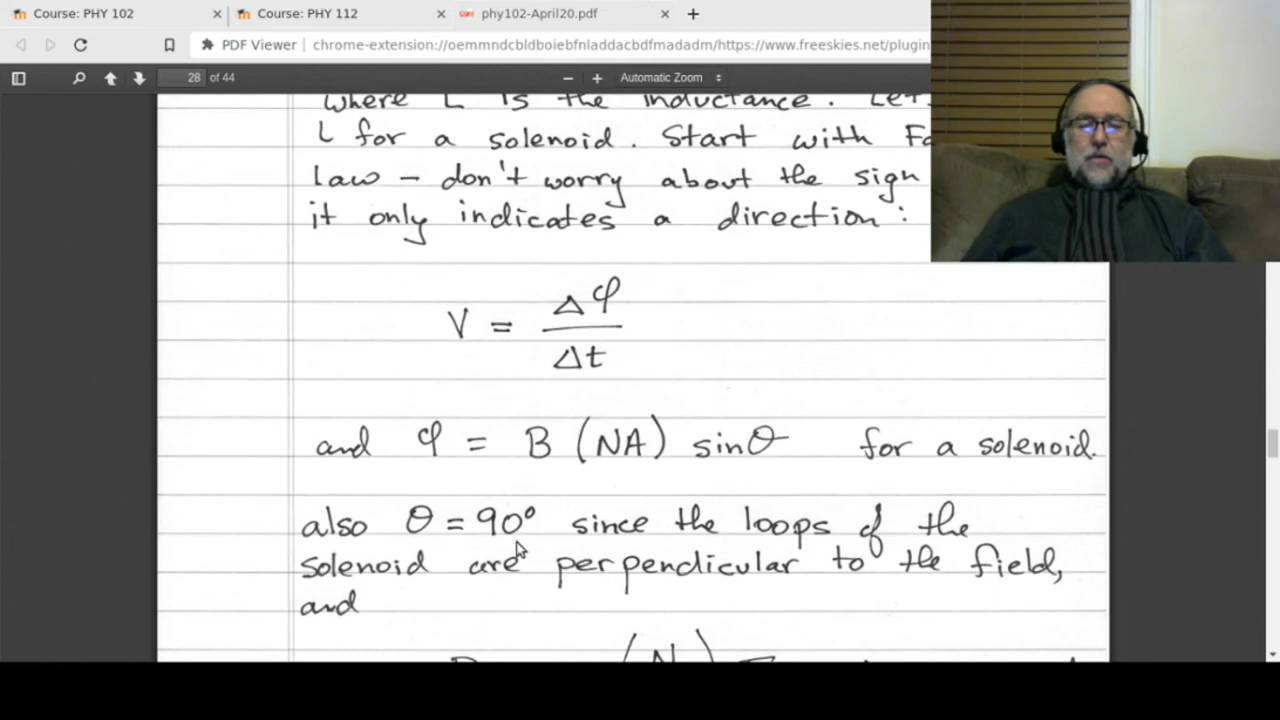 Course: PHY 102
Course: PHY 112
phy102-April20.pdf
PDF Viewer
chrome-extension://oemmndcbldboiebfnladdacbdfmadadm/https://www.freeskies.net/plugin
28 of 44
Automatic Zoom
where L is the inductance. Let
L for a solenoid. Start with Fa
law - don't worry about the sign
it only indicates a direction:
V = Δφ
Δt
and φ = B (NA) sinθ for a solenoid.
also θ = 90° since the loops of the
solenoid are perpendicular to the field,
and